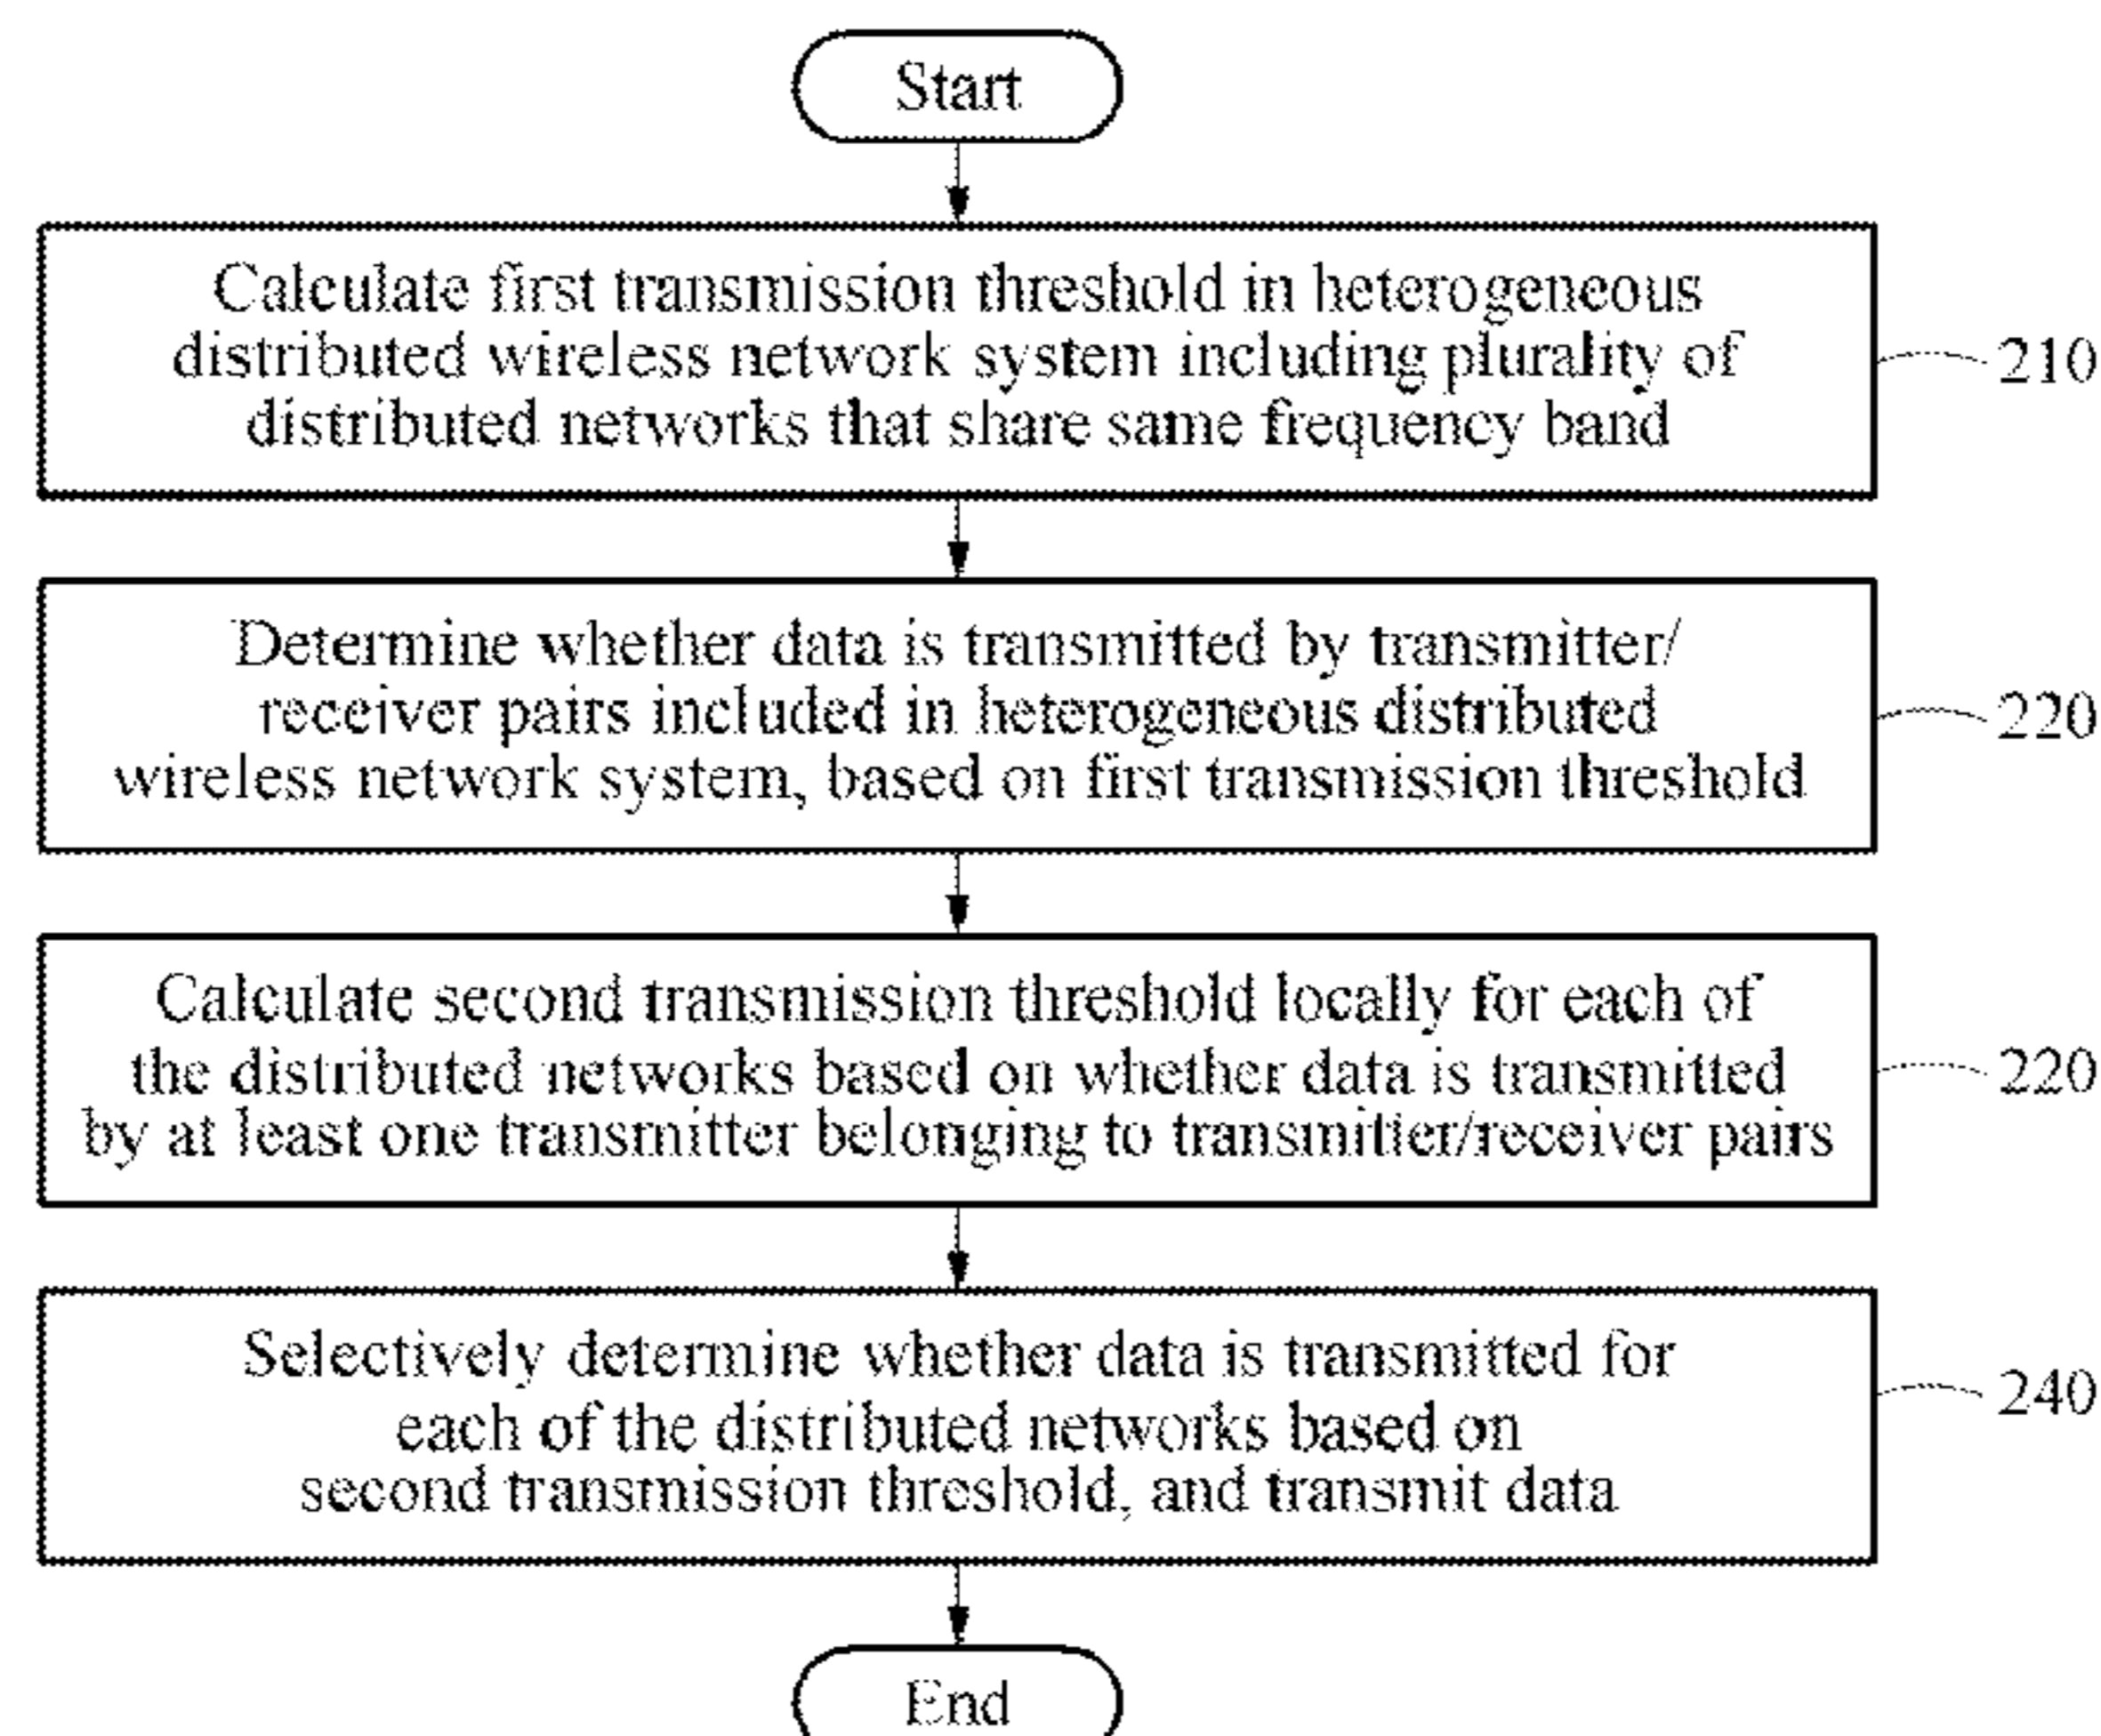 Start
Calculate first transmission threshold in heterogeneous
distributed wireless network system including plurality of
distributed networks that share same frequency band
210
Determine whether data is transmitted by transmitter/
receiver pairs included in heterogeneous distributed
wireless network system, based on first transmission threshold
220
Calculate second transmission threshold locally for each of
the distributed networks based on whether data is transmitted
by at least one transmitter belonging to transmitter/receiver pairs
220
Selectively determine whether data is transmitted for
each of the distributed networks based on
second transmission threshold, and transmit data
240
End